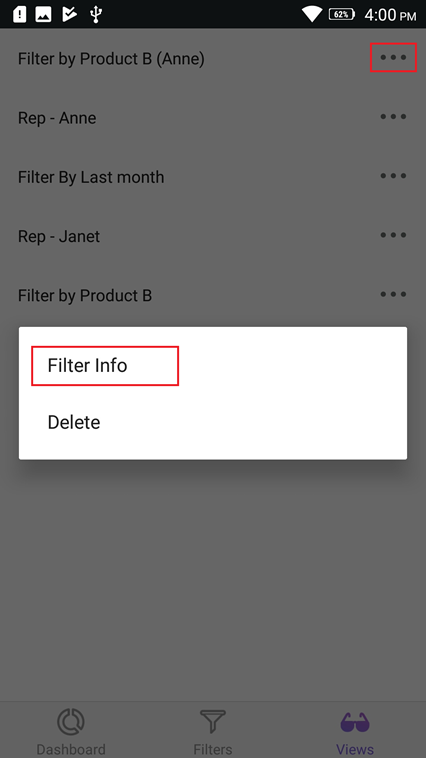 62% 4:00 PM
Filter by Product B (Anne)
Rep - Anne
Filter By Last month
Rep - Janet
Filter by Product B
Filter Info
Delete
Dashboard Filters Views